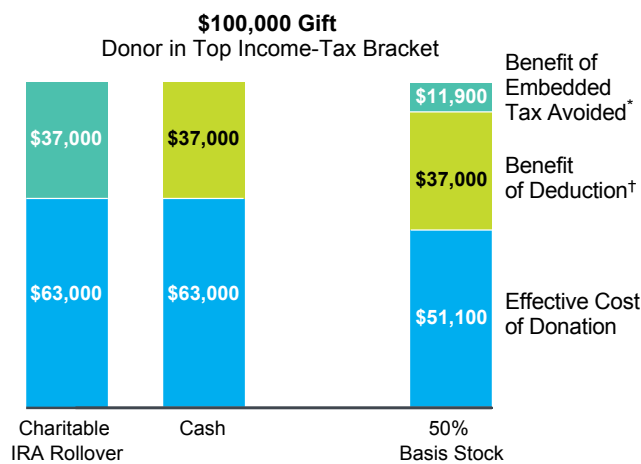 $100,000 Gift
Donor in Top Income-Tax Bracket
$37,000
$63,000
$37,000
$63,000
$11,900
$37,000
$51,100
Benefit of
Embedded
Tax Avoided*
Benefit
of Deduction†
Effective Cost
of Donation
Charitable
IRA Rollover
Cash
50%
Basis Stock